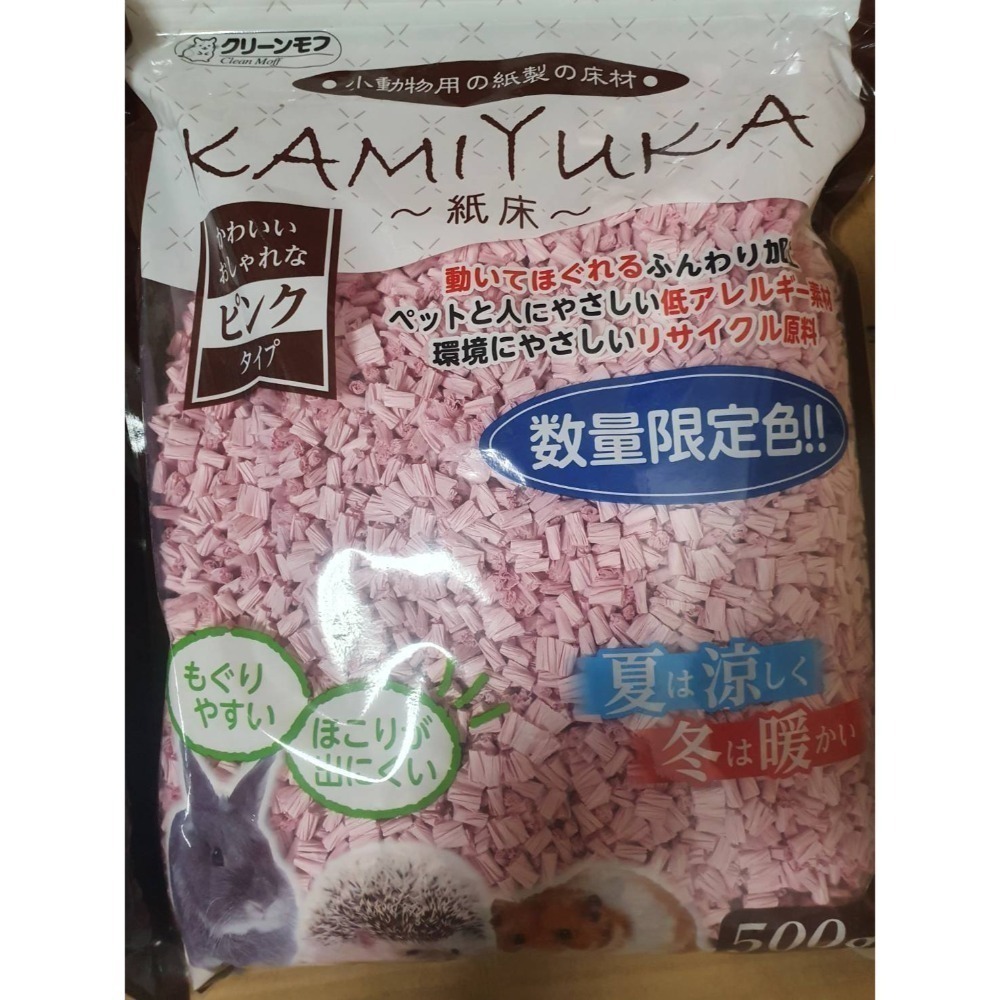 クリーンモフ
Clean Moff
・小動物用の紙製の床材・
KAMIYUKA
～紙床～
かわいい
おしゃれな
ピンク
タイプ
動いてほぐれるふんわり加工
ペットと人にやさしい低アレルギー素材
環境にやさしいリサイクル原料
数量限定色!!
もぐり
やすい
ほこりが
出にくい
夏は涼しく
冬は暖かい
500g